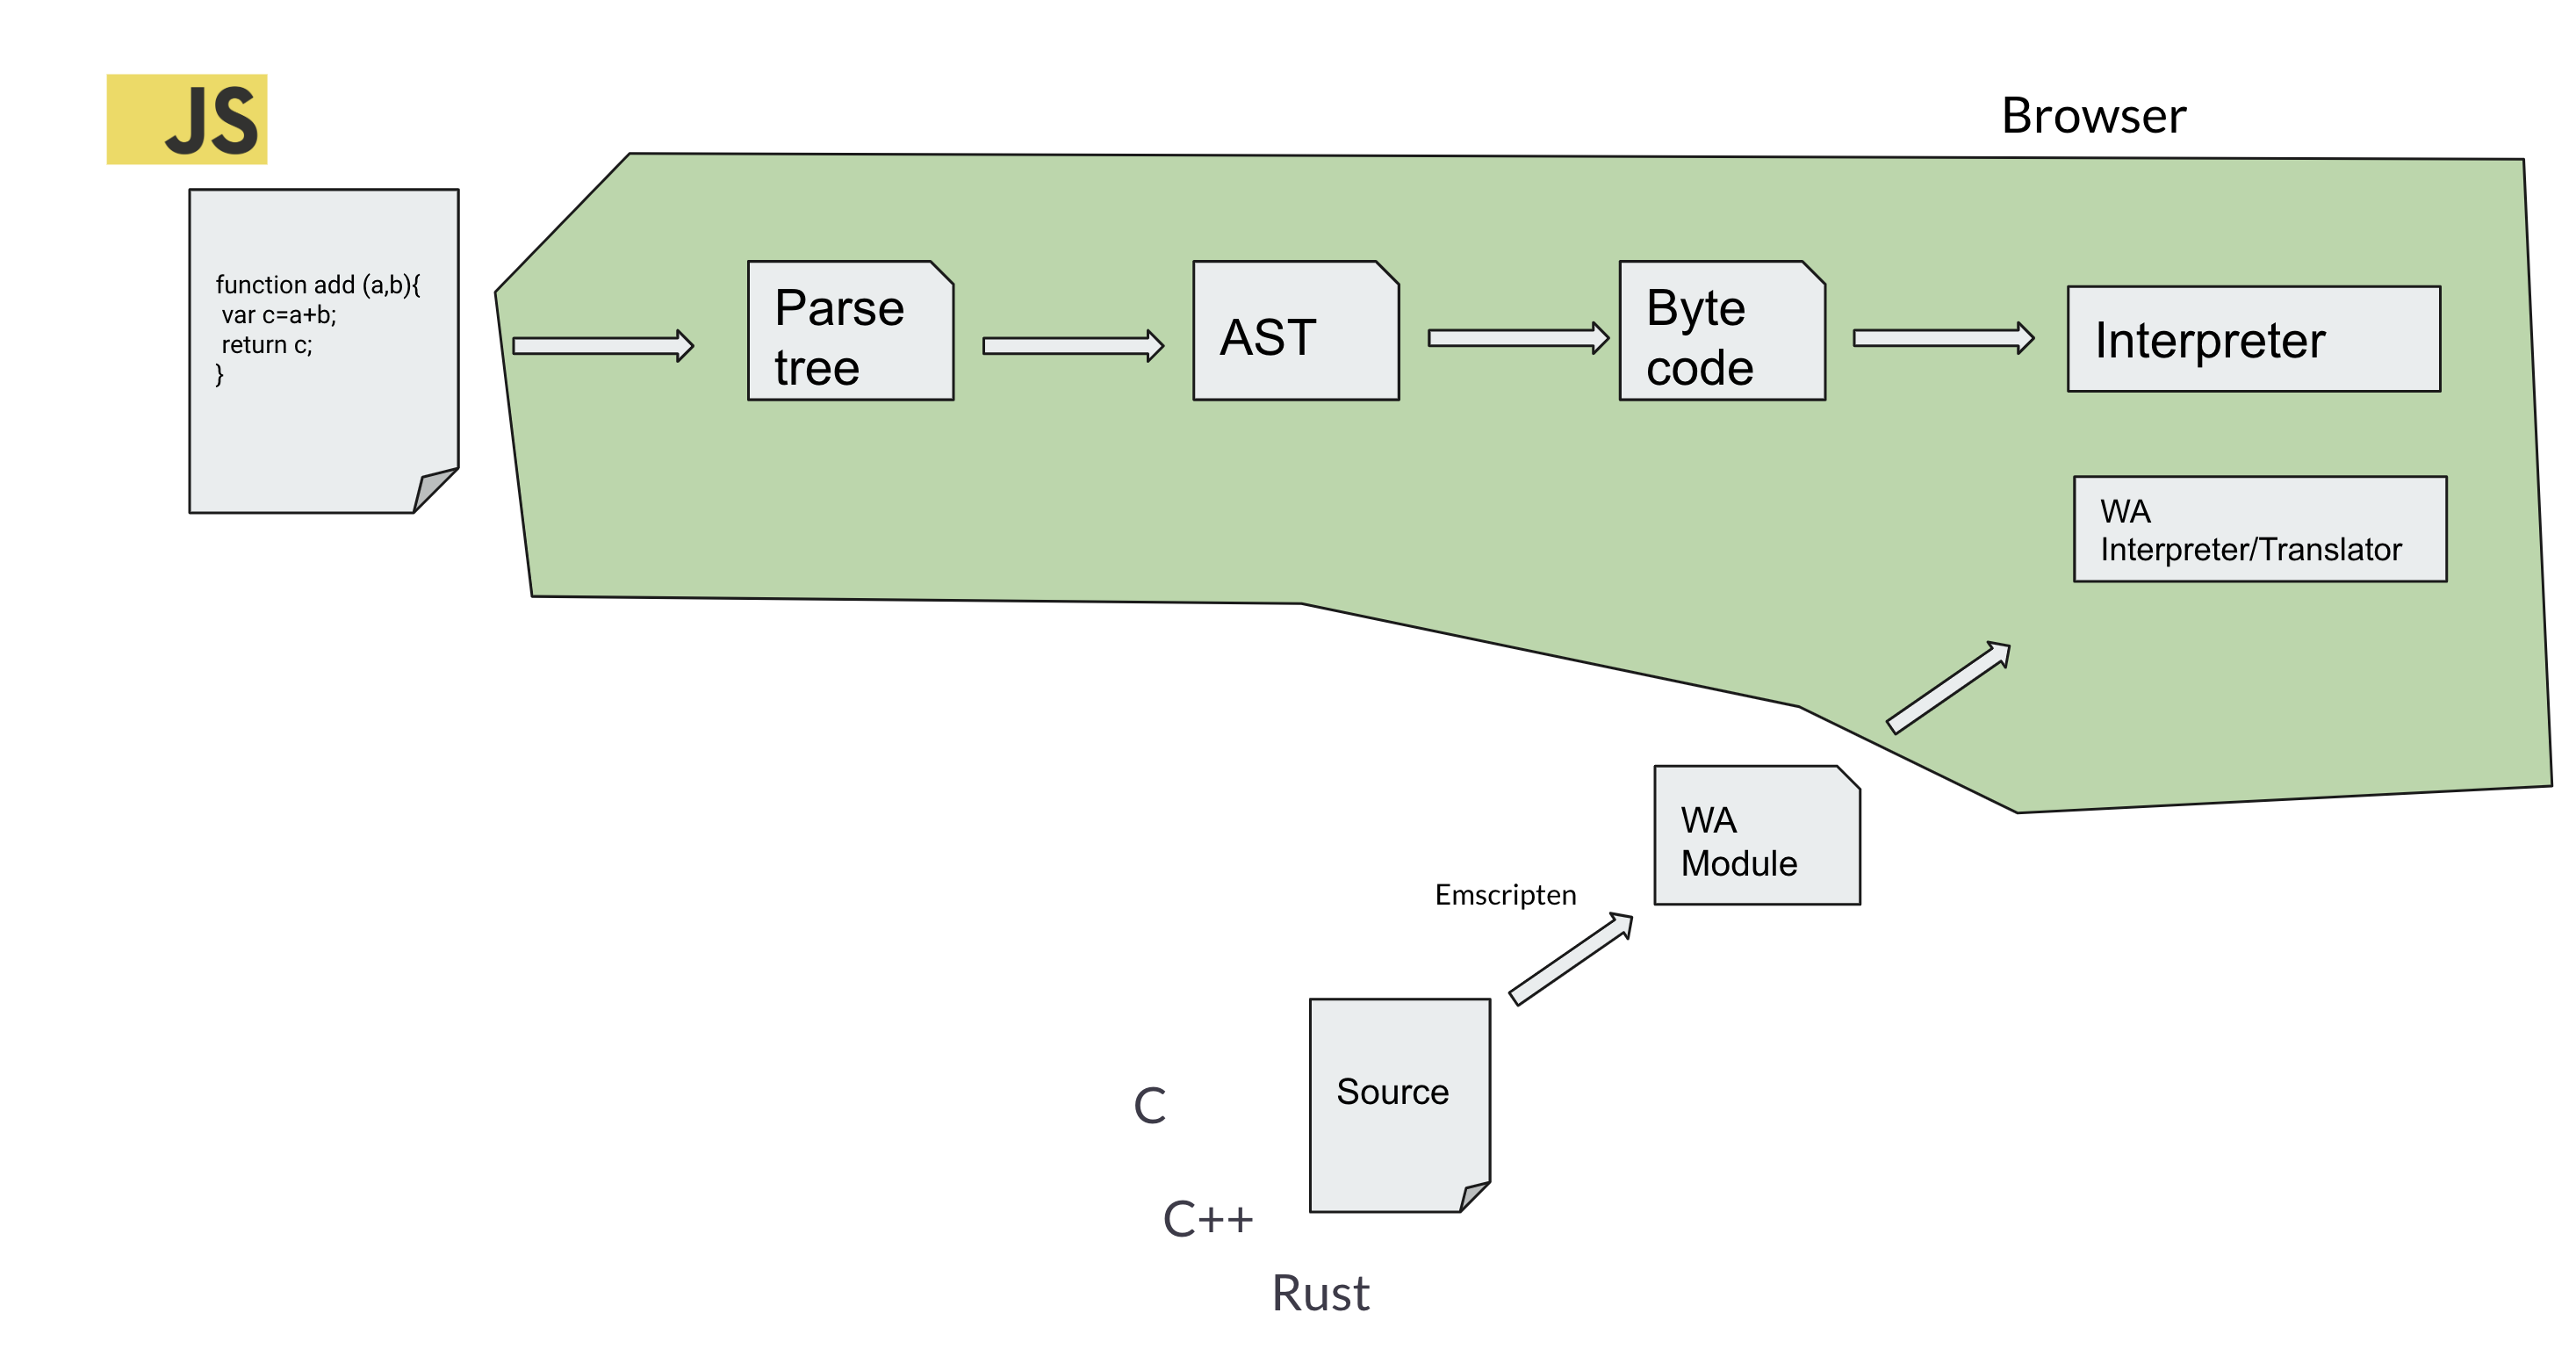 JS
Browser
function add (a,b){
var c=a+b;
return c;
}
Parse
tree
AST
Byte
code
Interpreter
WA
Interpreter/Translator
WA
Module
Emscripten
Source
C
C++
Rust